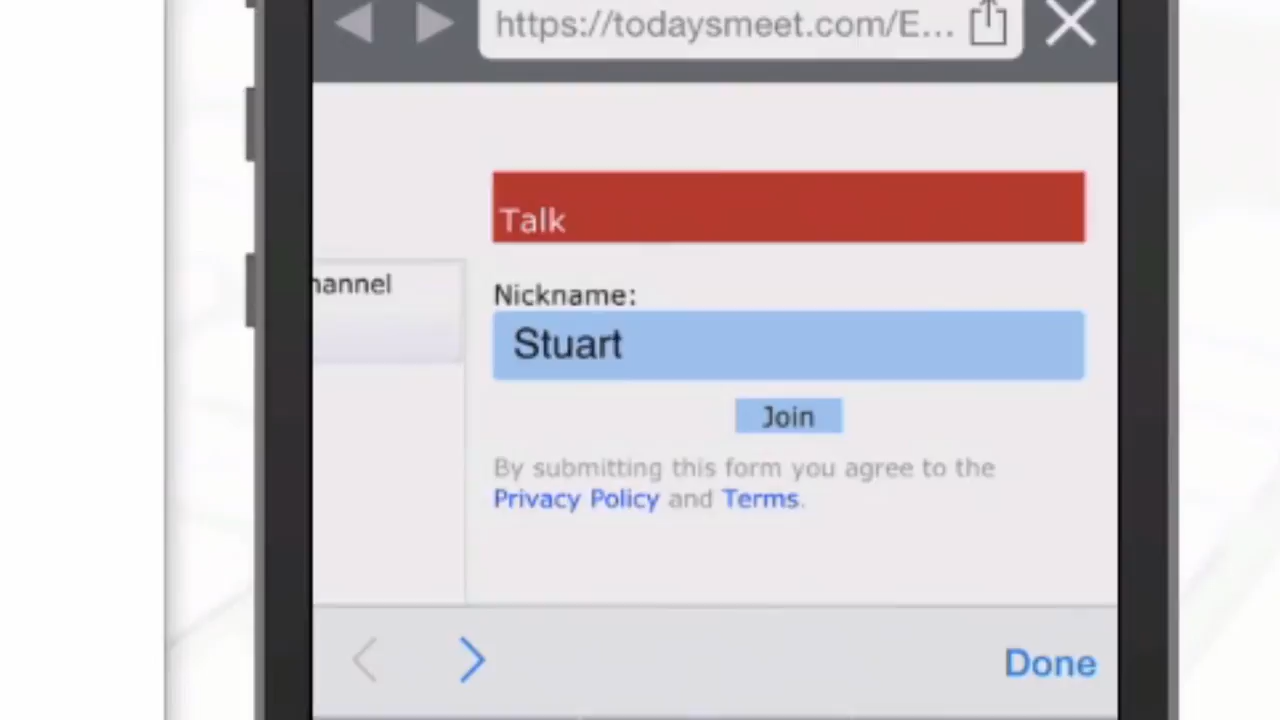 https://todaysmeet.com/E...
Talk
hannel
Nickname:
Stuart
Join
By submitting this form you agree to the
Privacy Policy and Terms.
Done